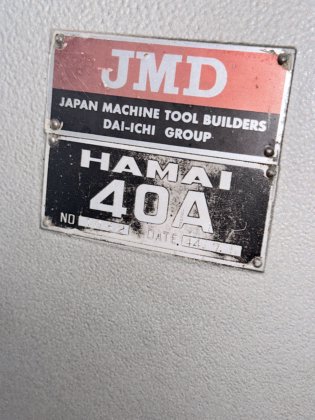 JMD
JAPAN MACHINE TOOL BUILDERS
DAI-ICHI GROUP
HAMAI
40A
NO DATE